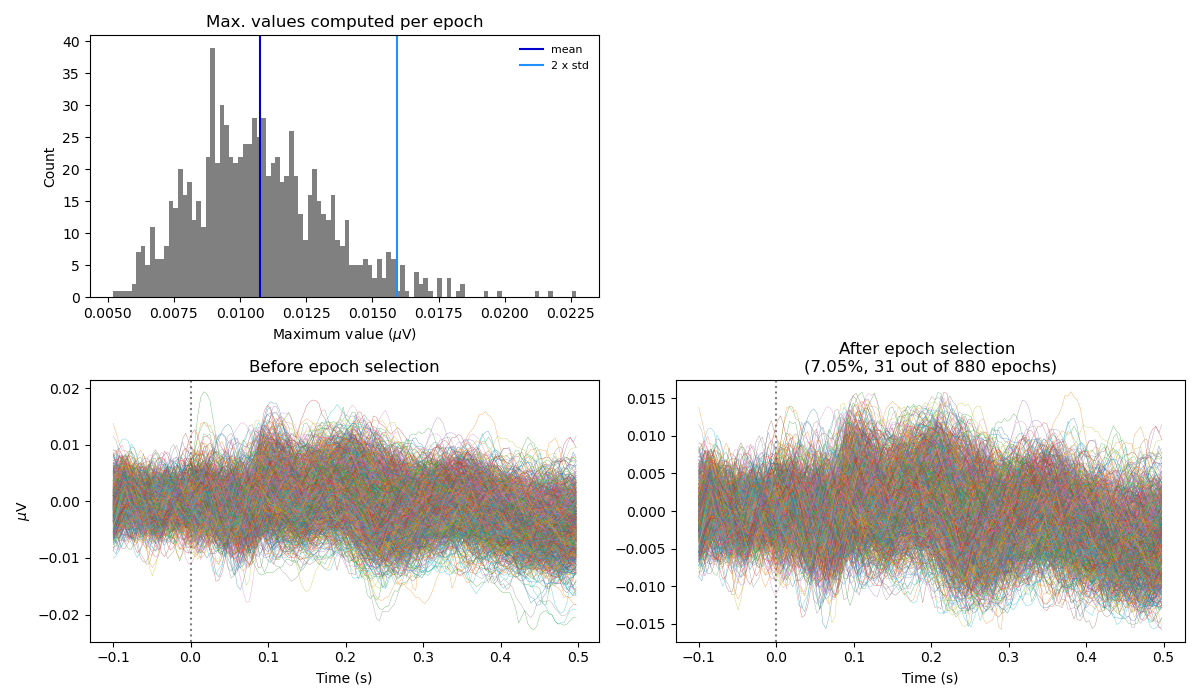 Max. values computed per epoch
40
35
30
25
20
15
10
5
0
Count
mean
2 x std
0.0050 0.0075 0.0100 0.0125 0.0150 0.0175 0.0200 0.0225
Maximum value (μV)
Before epoch selection
0.02
0.01
0.00
−0.01
−0.02
μV
−0.1 0.0 0.1 0.2 0.3 0.4 0.5
Time (s)
After epoch selection
(7.05%, 31 out of 880 epochs)
0.015
0.010
0.005
0.000
−0.005
−0.010
−0.015
−0.1 0.0 0.1 0.2 0.3 0.4 0.5
Time (s)